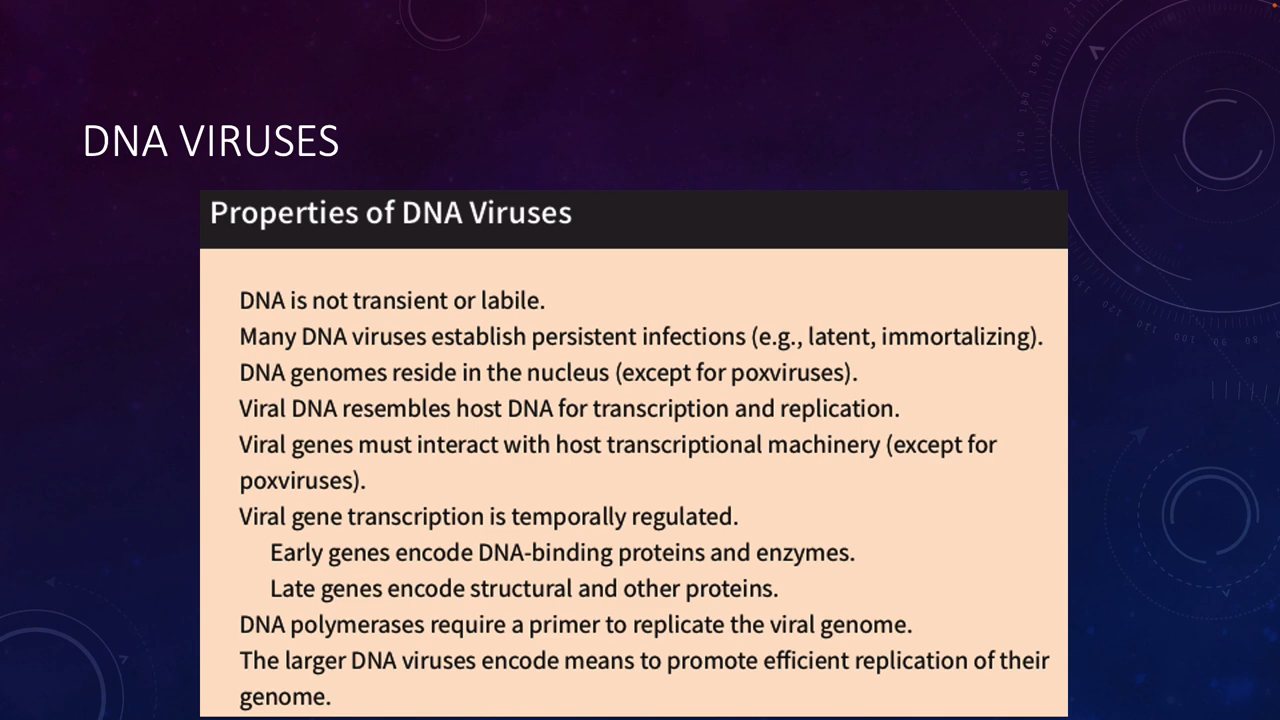 DNA VIRUSES
Properties of DNA Viruses
DNA is not transient or labile.
Many DNA viruses establish persistent infections (e.g., latent, immortalizing).
DNA genomes reside in the nucleus (except for poxviruses).
Viral DNA resembles host DNA for transcription and replication.
Viral genes must interact with host transcriptional machinery (except for
poxviruses).
Viral gene transcription is temporally regulated.
Early genes encode DNA-binding proteins and enzymes.
Late genes encode structural and other proteins.
DNA polymerases require a primer to replicate the viral genome.
The larger DNA viruses encode means to promote efficient replication of their
genome.